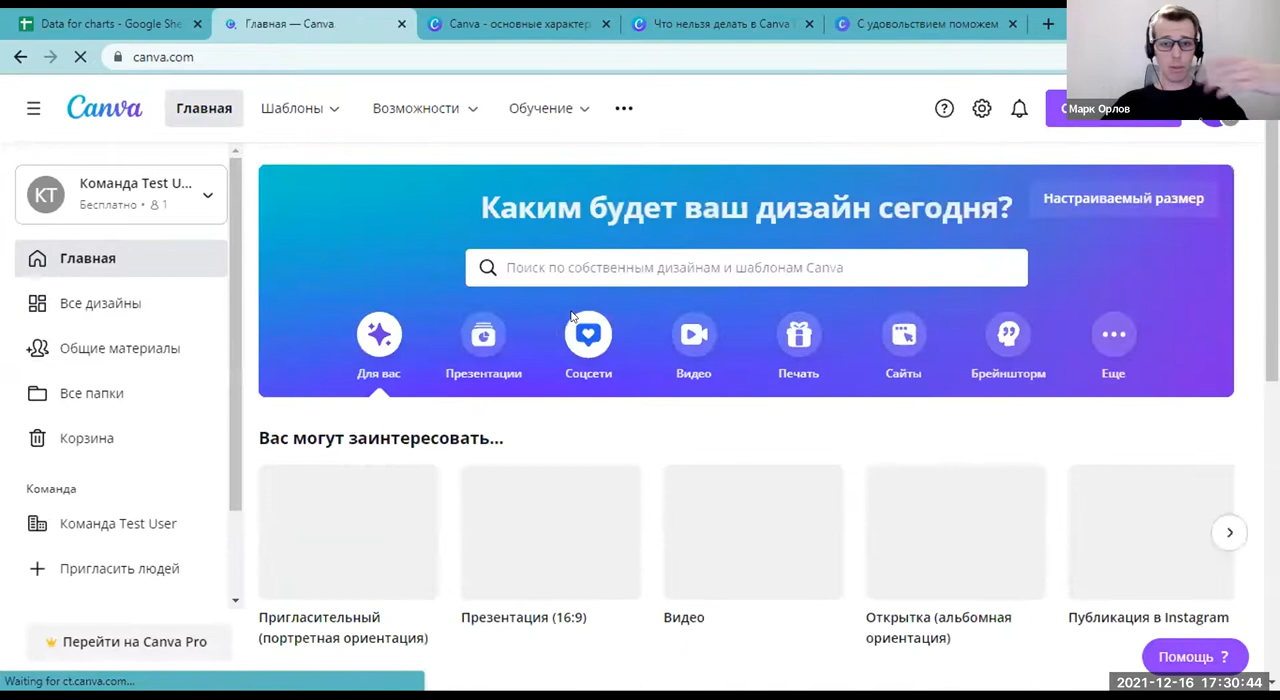 Data for charts - Google She
Главная — Canva
Canva - основные характер
Что нельзя делать в Canva
С удовольствием поможем
canva.com
Марк Орлов
Canva
Главная
Шаблоны
Возможности
Обучение
KT
Команда Test U...
Бесплатно • 1
Каким будет ваш дизайн сегодня?
Настраиваемый размер
Поиск по собственным дизайнам и шаблонам Canva
Для вас
Презентации
Соцсети
Видео
Печать
Сайты
Брейншторм
Еще
Главная
Все дизайны
Общие материалы
Все папки
Корзина
Команда
Команда Test User
Пригласить людей
Перейти на Canva Pro
Вас могут заинтересовать...
Пригласительный
(портретная ориентация)
Презентация (16:9)
Видео
Открытка (альбомная
ориентация)
Публикация в Instagram
Помощь ?
Waiting for ct.canva.com...
2021-12-16 17:30:44